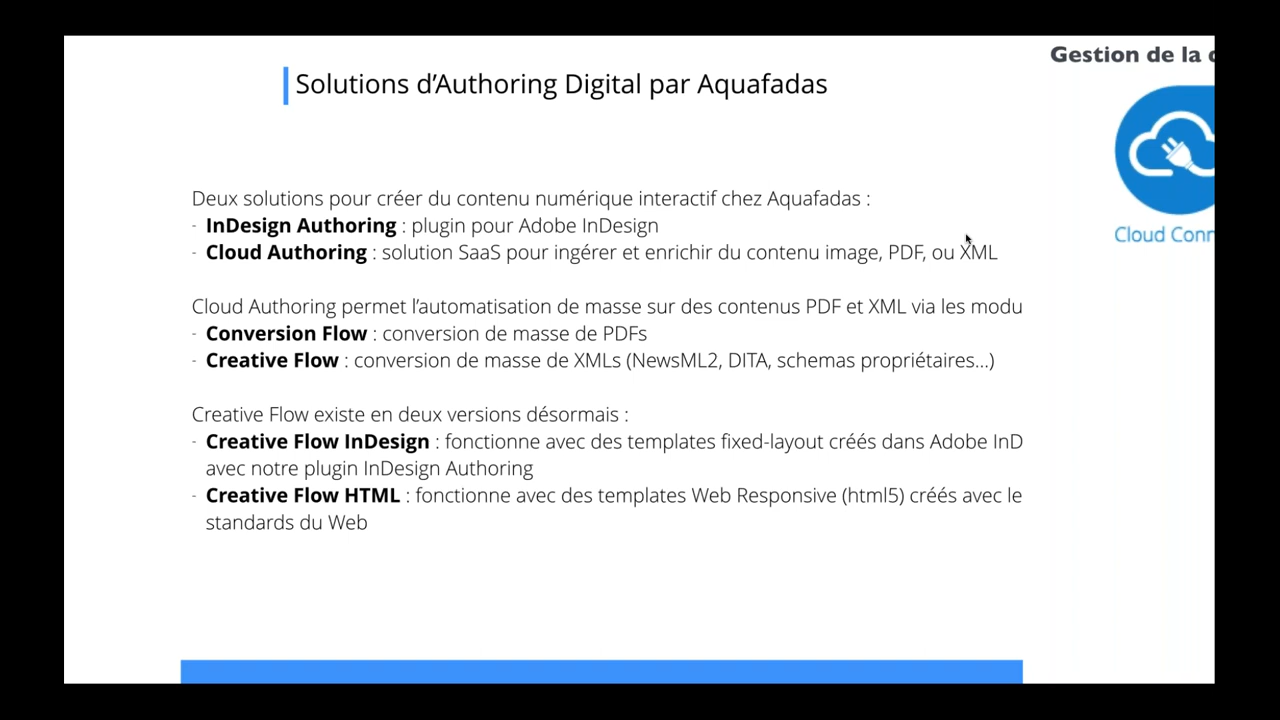 Solutions d'Authoring Digital par Aquafadas
Deux solutions pour créer du contenu numérique interactif chez Aquafadas :
- InDesign Authoring : plugin pour Adobe InDesign
- Cloud Authoring : solution SaaS pour ingérer et enrichir du contenu image, PDF, ou XML
Cloud Authoring permet l'automatisation de masse sur des contenus PDF et XML via les modu
- Conversion Flow : conversion de masse de PDFs
- Creative Flow : conversion de masse de XMLs (NewsML2, DITA, schemas propriétaires...)
Creative Flow existe en deux versions désormais :
- Creative Flow InDesign : fonctionne avec des templates fixed-layout créés dans Adobe InD
avec notre plugin InDesign Authoring
- Creative Flow HTML : fonctionne avec des templates Web Responsive (html5) créés avec le
standards du Web
Gestion de la
Cloud Conn